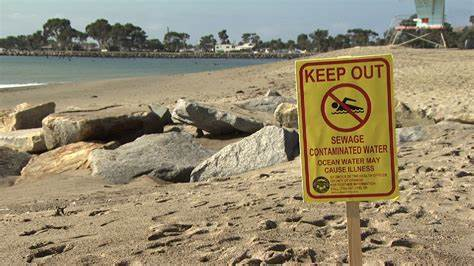 KEEP OUT
SEWAGE
CONTAMINATED WATER
OCEAN WATER MAY
CAUSE ILLNESS